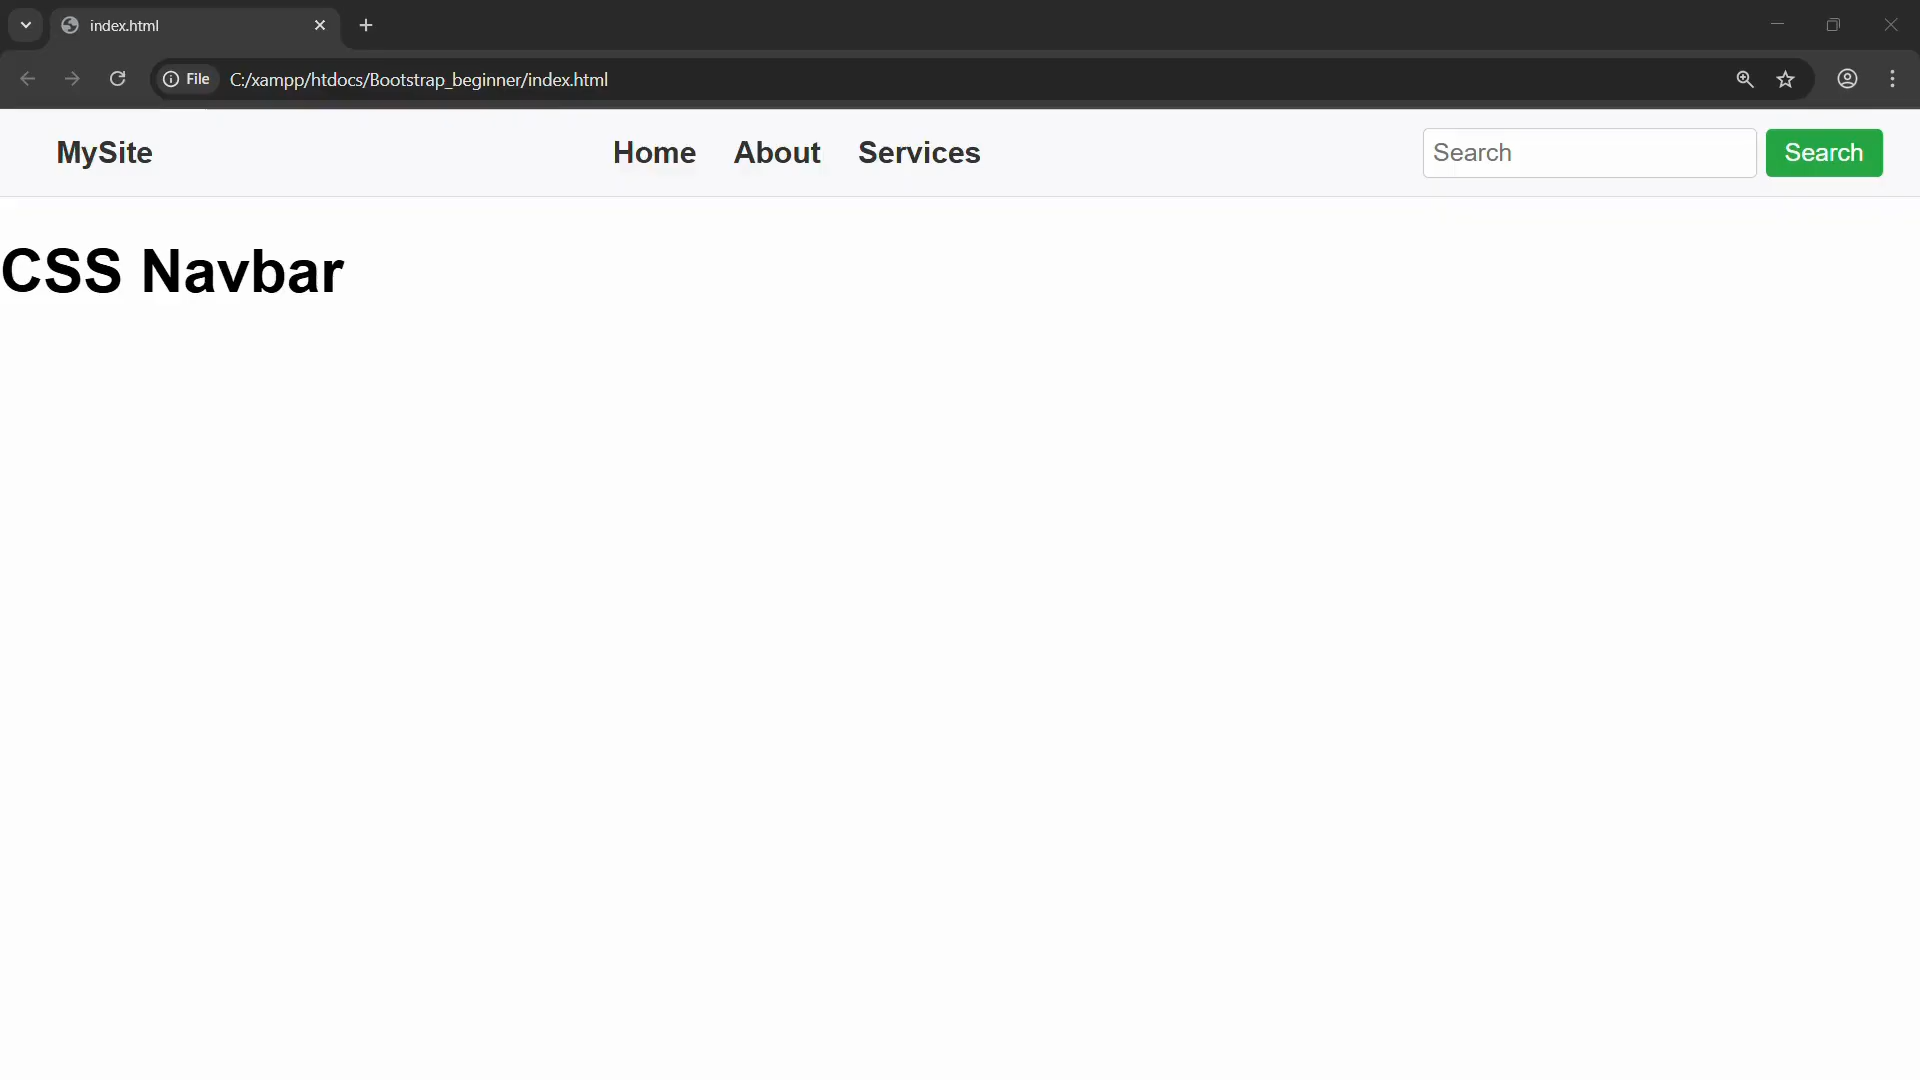 index.html
File C:/xampp/htdocs/Bootstrap_beginner/index.html
MySite Home About Services Search Search
CSS Navbar